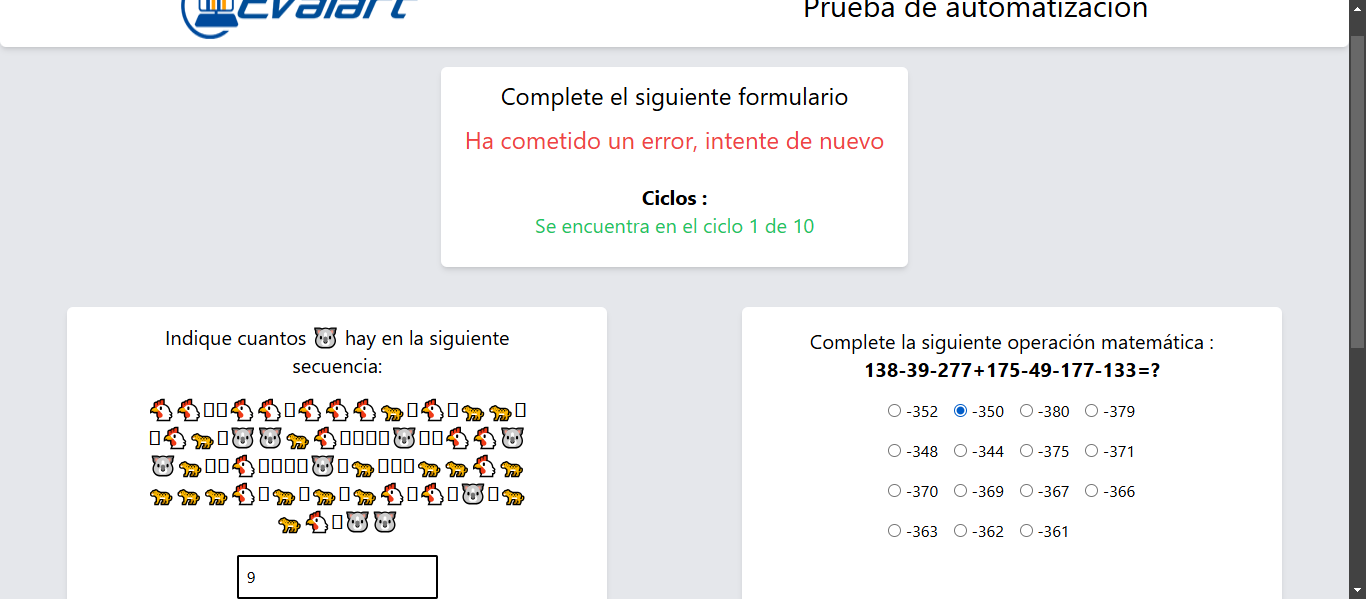 Evalart
Prueba de automatización
Complete el siguiente formulario
Ha cometido un error, intente de nuevo
Ciclos :
Se encuentra en el ciclo 1 de 10
Indique cuantos 🐨 hay en la siguiente
secuencia:
🐔🐔▯▯🐔🐔▯🐔🐔🐔🐆▯🐔▯🐆🐆▯
▯🐔🐆▯🐨🐨🐆🐔▯▯▯▯🐨▯▯🐔🐔🐨
🐨🐆▯▯🐔▯▯▯▯🐨▯🐆▯▯▯🐆🐆🐔🐆
🐆🐆🐆🐔▯🐆▯🐆▯🐆🐔▯🐔▯🐨▯🐆
🐆🐔▯🐨🐨
9
Complete la siguiente operación matemática :
138-39-277+175-49-177-133=?
-352 -350 -380 -379
-348 -344 -375 -371
-370 -369 -367 -366
-363 -362 -361